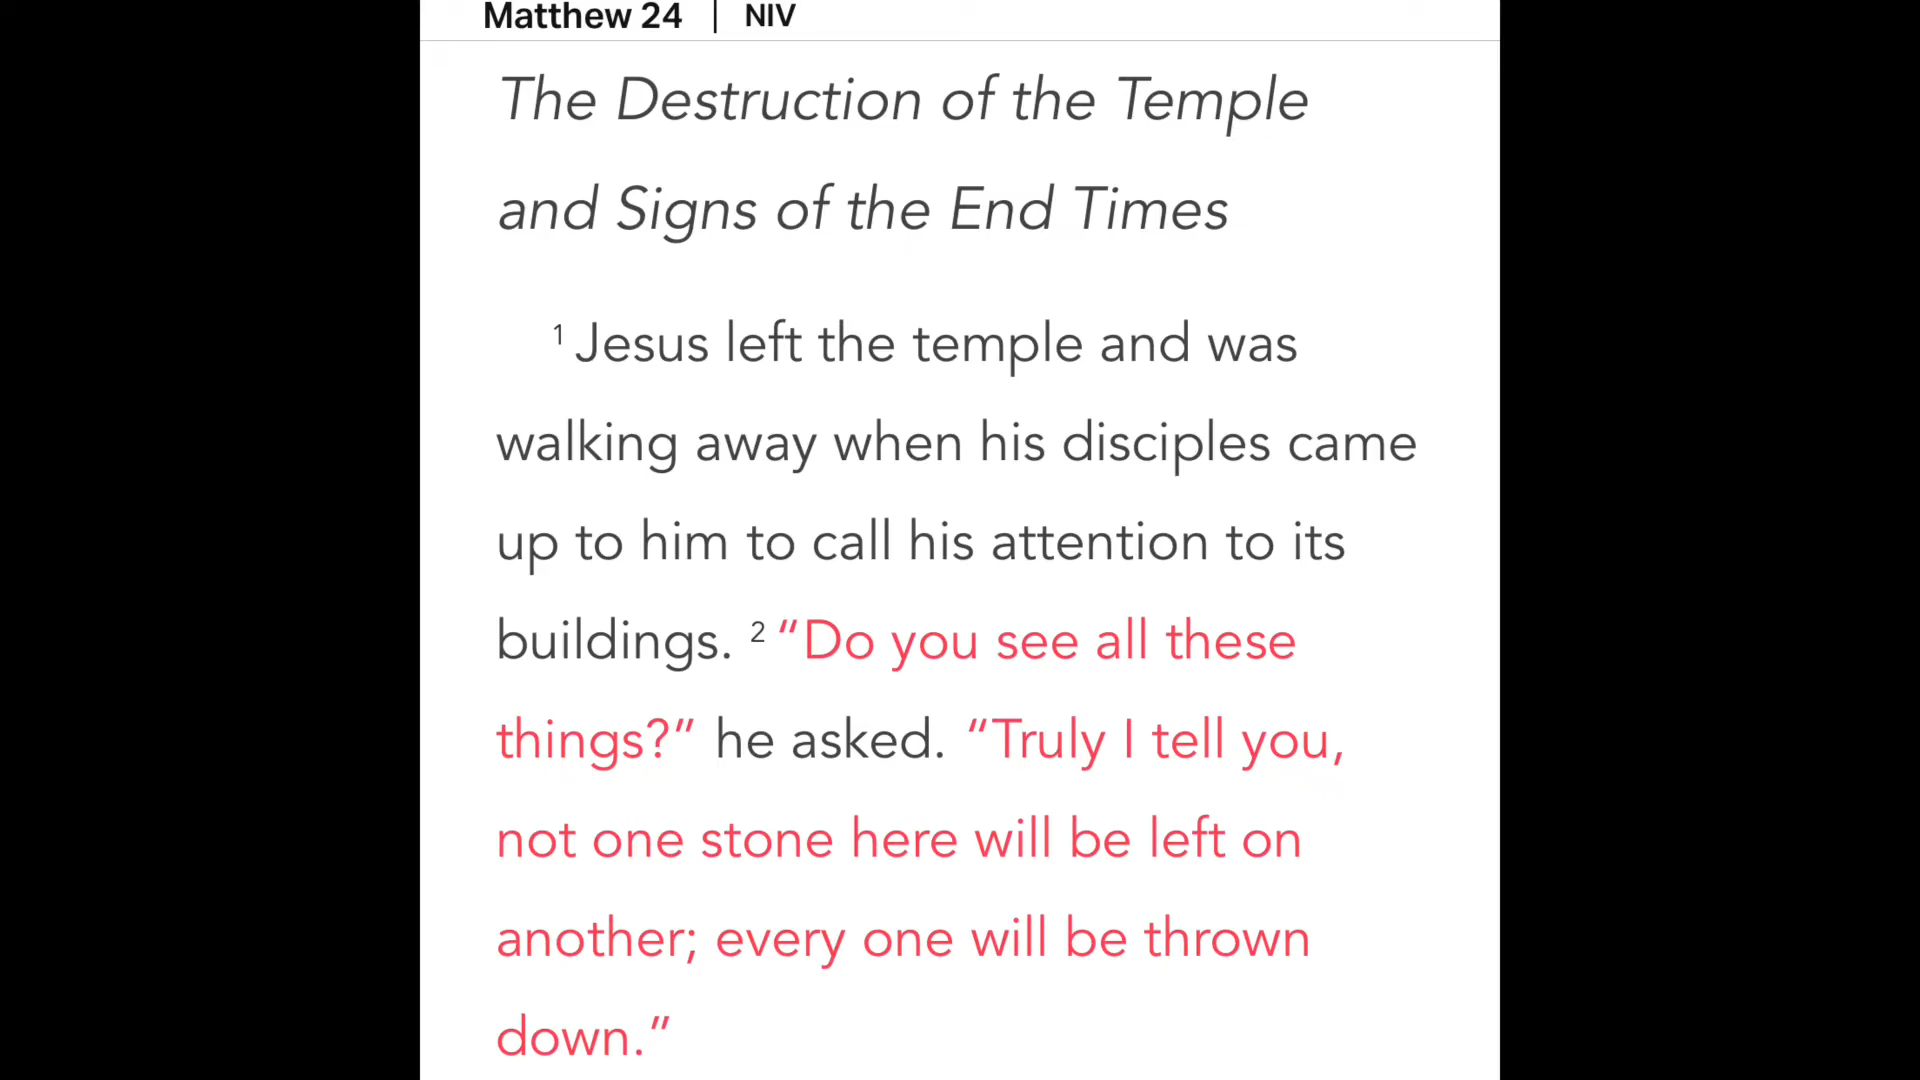 Matthew 24 | NIV
The Destruction of the Temple
and Signs of the End Times
1 Jesus left the temple and was
walking away when his disciples came
up to him to call his attention to its
buildings. 2 “Do you see all these
things?” he asked. “Truly I tell you,
not one stone here will be left on
another; every one will be thrown
down.”